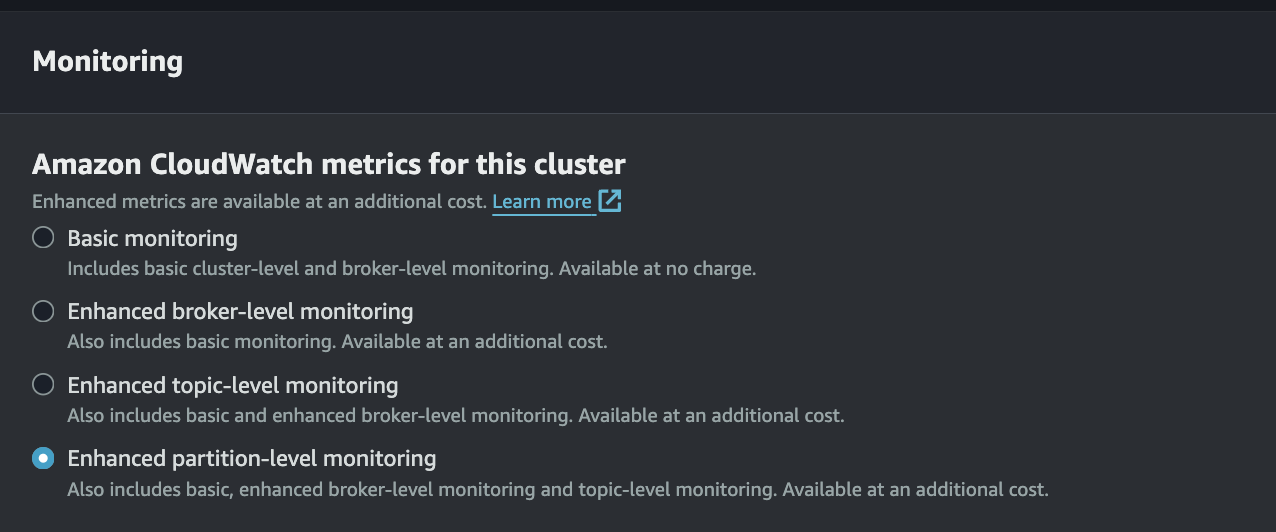 Monitoring
Amazon CloudWatch metrics for this cluster
Enhanced metrics are available at an additional cost. Learn more
Basic monitoring
Includes basic cluster-level and broker-level monitoring. Available at no charge.
Enhanced broker-level monitoring
Also includes basic monitoring. Available at an additional cost.
Enhanced topic-level monitoring
Also includes basic and enhanced broker-level monitoring. Available at an additional cost.
Enhanced partition-level monitoring
Also includes basic, enhanced broker-level monitoring and topic-level monitoring. Available at an additional cost.